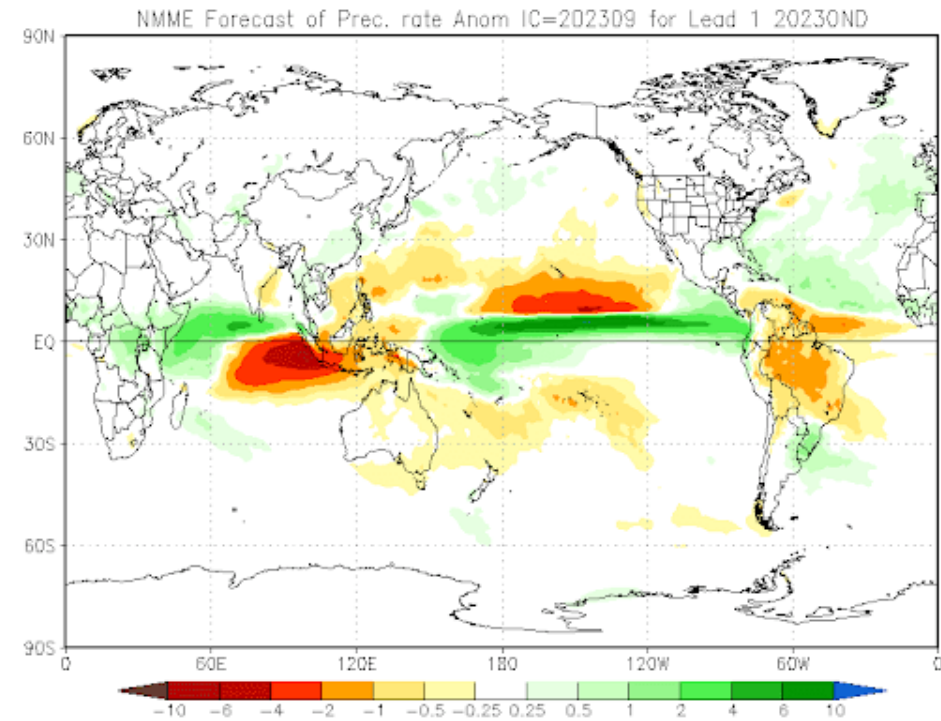 NMME Forecast of Prec. rate Anom IC=202309 for Lead 1 2023OND
90N
60N
30N
EQ
30S
60S
90S
0 60E 120E 180 120W 60W 0
-10 -6 -4 -2 -1 -0.5 -0.25 0.25 0.5 1 2 4 6 10